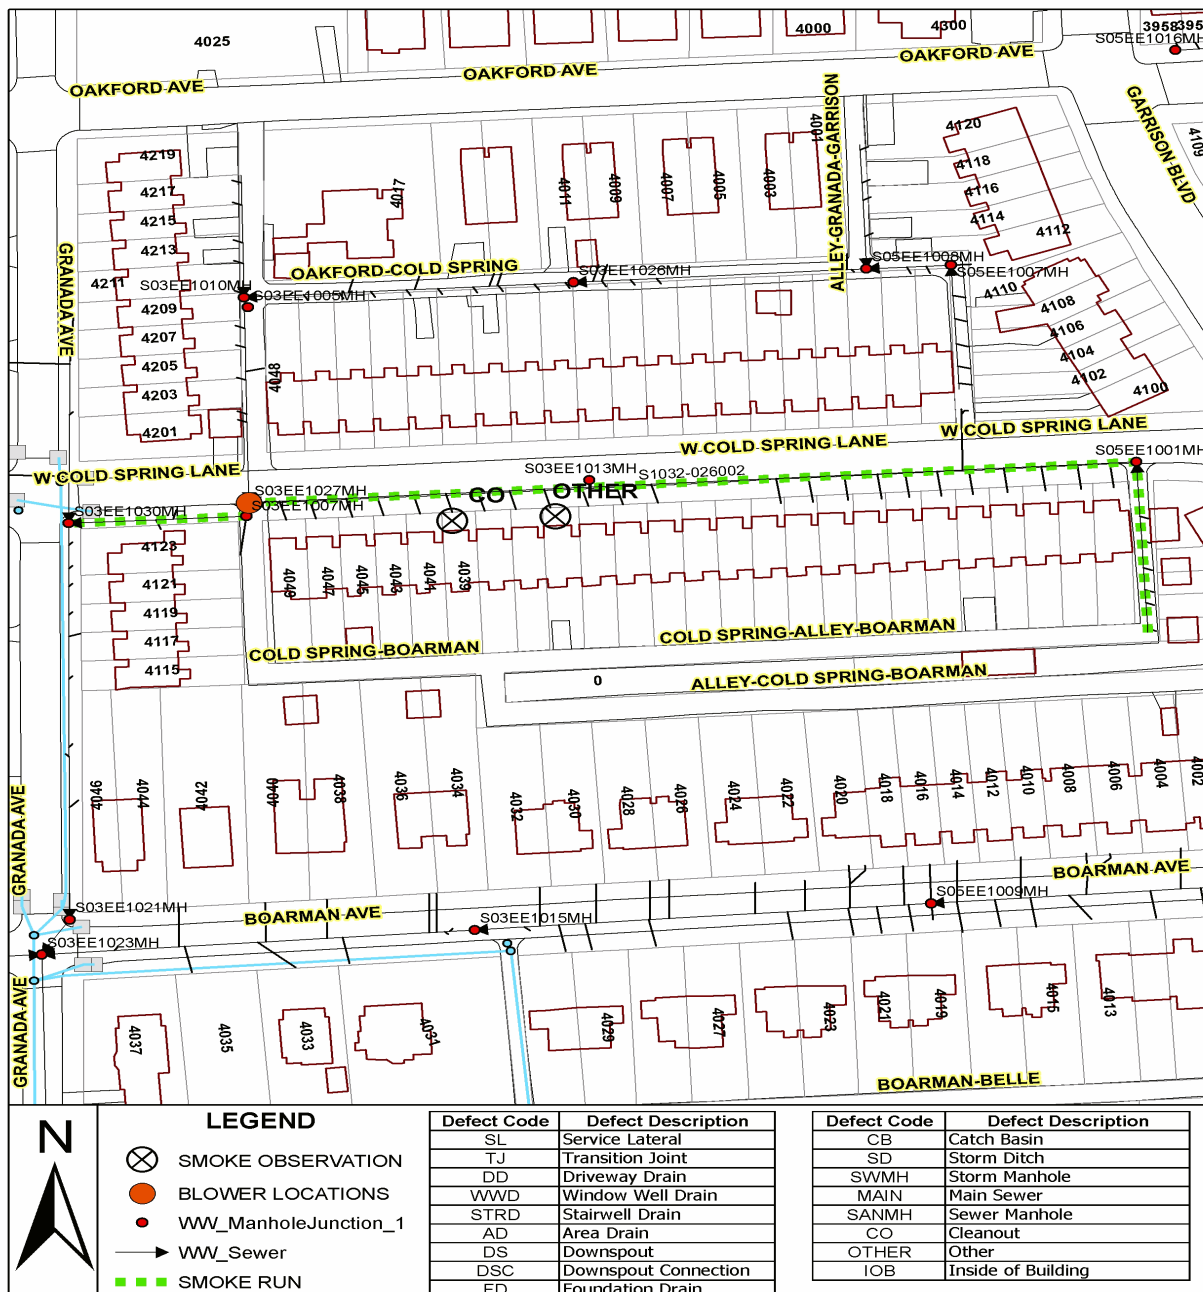 4025
4000
4300
3958
395
S05EE1016MH
OAKFORD AVE
OAKFORD AVE
OAKFORD AVE
GARRISON BLVD
4109
4219
4217
4215
4213
4211
4209
4207
4205
4203
4201
GRANADA AVE
4017
4011
4009
4007
4005
4003
4001
ALLEY-GRANADA-GARRISON
4120
4118
4116
4114
4112
OAKFORD-COLD SPRING
S03EE1010MH
S03EE1005MH
S03EE1026MH
S05EE1008MH
S05EE1007MH
4110
4108
4106
4104
4102
4100
4048
W COLD SPRING LANE
W COLD SPRING LANE
W COLD SPRING LANE
S03EE1013MH
S1032-026002
S05EE1001MH
S03EE1027MH
S03EE1007MH
S03EE1030MH
CO
OTHER
4123
4121
4119
4117
4115
4049
4047
4045
4043
4041
4039
COLD SPRING-BOARMAN
COLD SPRING-ALLEY-BOARMAN
ALLEY-COLD SPRING-BOARMAN
0
4046
4044
4042
4040
4038
4036
4034
4032
4030
4028
4026
4024
4022
4020
4018
4016
4014
4012
4010
4008
4006
4004
4002
GRANADA AVE
BOARMAN AVE
BOARMAN AVE
S03EE1021MH
S03EE1015MH
S05EE1009MH
S03EE1023MH
GRANADA AVE
4037
4035
4033
4031
4029
4027
4023
4021
4019
4015
4013
BOARMAN-BELLE
N
LEGEND
SMOKE OBSERVATION
BLOWER LOCATIONS
WW_ManholeJunction_1
WW_Sewer
SMOKE RUN
Defect Code Defect Description
SL Service Lateral
TJ Transition Joint
DD Driveway Drain
WWD Window Well Drain
STRD Stairwell Drain
AD Area Drain
DS Downspout
DSC Downspout Connection
FD Foundation Drain
Defect Code Defect Description
CB Catch Basin
SD Storm Ditch
SWMH Storm Manhole
MAIN Main Sewer
SANMH Sewer Manhole
CO Cleanout
OTHER Other
IOB Inside of Building